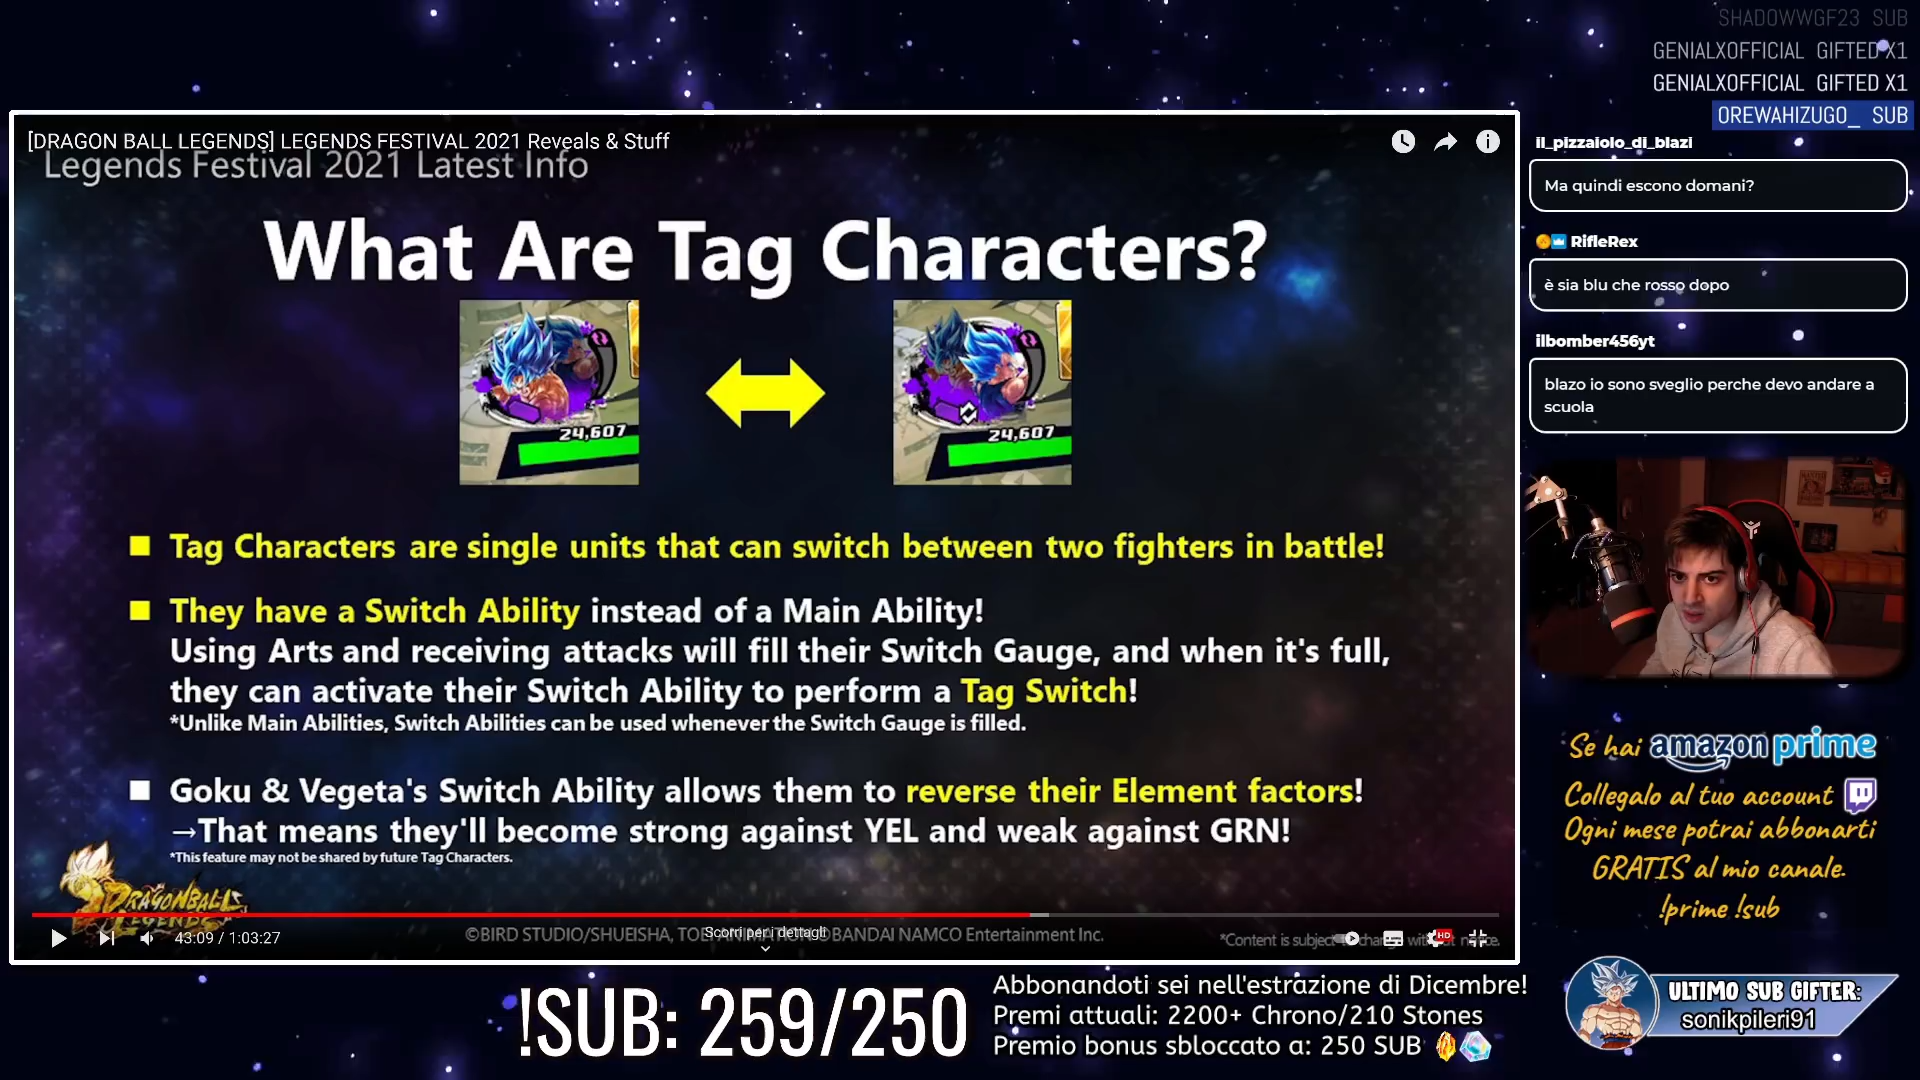 SHADOWWGF23 SUB
GENIALXOFFICIAL GIFTED X1
GENIALXOFFICIAL GIFTED X1
OREWAHIZUGO_ SUB
[DRAGON BALL LEGENDS] LEGENDS FESTIVAL 2021 Reveals & Stuff
Legends Festival 2021 Latest Info
What Are Tag Characters?
24,607
24,607
■ Tag Characters are single units that can switch between two fighters in battle!
■ They have a Switch Ability instead of a Main Ability!
Using Arts and receiving attacks will fill their Switch Gauge, and when it's full,
they can activate their Switch Ability to perform a Tag Switch!
*Unlike Main Abilities, Switch Abilities can be used whenever the Switch Gauge is filled.
■ Goku & Vegeta's Switch Ability allows them to reverse their Element factors!
→That means they'll become strong against YEL and weak against GRN!
*This feature may not be shared by future Tag Characters.
DRAGONBALL
LEGENDS
43:09 / 1:03:27
Scorri per i dettagli
©BIRD STUDIO/SHUEISHA, BANDAI NAMCO Entertainment Inc.
*Content is subject
HD
il_pizzaiolo_di_blazi
Ma quindi escono domani?
RifleRex
è sia blu che rosso dopo
ilbomber456yt
blazo io sono sveglio perche devo andare a
scuola
Se hai amazon prime
Collegalo al tuo account
Ogni mese potrai abbonarti
GRATIS al mio canale.
!prime !sub
!SUB: 259/250
Abbonandoti sei nell'estrazione di Dicembre!
Premi attuali: 2200+ Chrono/210 Stones
Premio bonus sbloccato a: 250 SUB
ULTIMO SUB GIFTER:
sonikpileri91